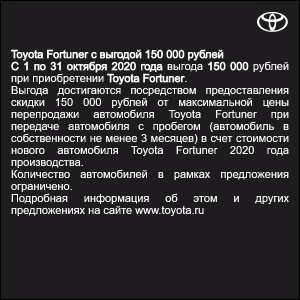 Toyota Fortuner с выгодой 150 000 рублей
С 1 по 31 октября 2020 года выгода 150 000 рублей
при приобретении Toyota Fortuner.
Выгода достигаются посредством предоставления
скидки 150 000 рублей от максимальной цены
перепродажи автомобиля Toyota Fortuner при
передаче автомобиля с пробегом (автомобиль в
собственности не менее 3 месяцев) в счет стоимости
нового автомобиля Toyota Fortuner 2020 года
производства.
Количество автомобилей в рамках предложения
ограничено.
Подробная информация об этом и других
предложениях на сайте www.toyota.ru